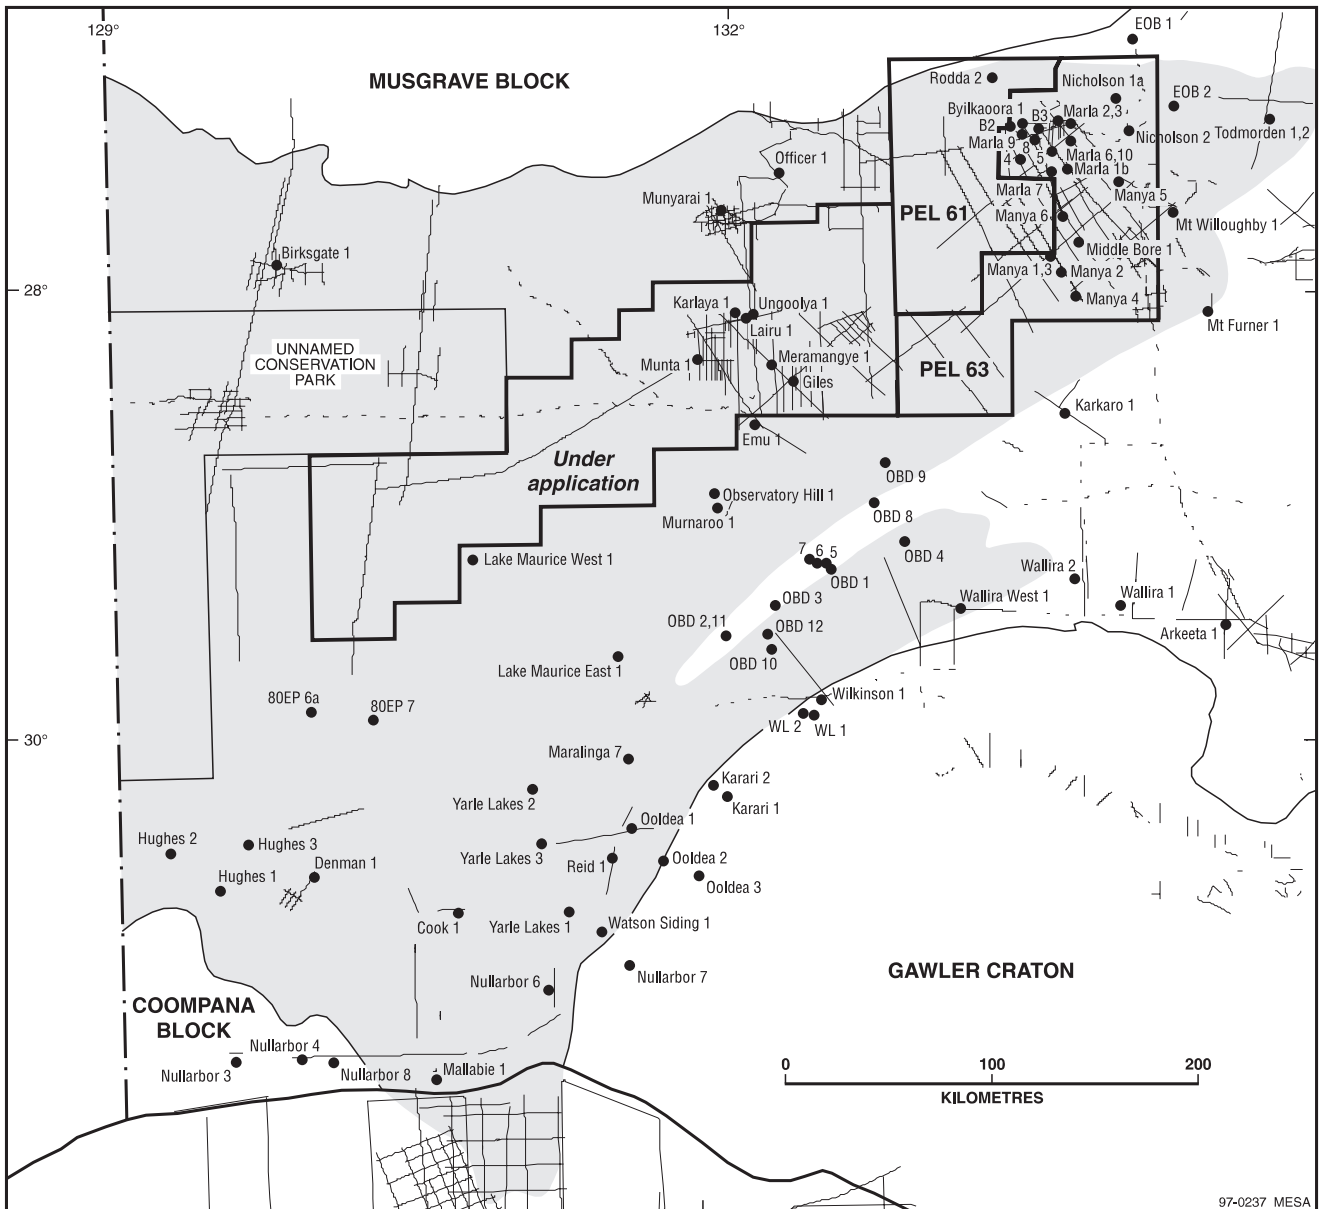 129°
132°
EOB 1
MUSGRAVE BLOCK
Rodda 2
Nicholson 1a
EOB 2
Byilkaoora 1
B3
Marla 2,3
B2
Nicholson 2
Todmorden 1,2
Marla 9
8
Marla 6,10
Officer 1
4
5
Marla 1b
Marla 7
Manya 5
Munyarai 1
PEL 61
Manya 6
Mt Willoughby 1
Birksgate 1
Middle Bore 1
Manya 1,3
Manya 2
28°
Manya 4
Karlaya 1
Ungoolya 1
Mt Furner 1
Lairu 1
UNNAMED
CONSERVATION
PARK
Munta 1
Meramangye 1
PEL 63
Giles
Karkaro 1
Emu 1
Under
application
OBD 9
Observatory Hill 1
Murnaroo 1
OBD 8
Lake Maurice West 1
7
6
5
OBD 4
OBD 1
Wallira 2
OBD 3
Wallira West 1
Wallira 1
OBD 2,11
OBD 12
Arkeeta 1
OBD 10
Lake Maurice East 1
80EP 6a
80EP 7
Wilkinson 1
WL 2
WL 1
30°
Maralinga 7
Karari 2
Yarle Lakes 2
Karari 1
Ooldea 1
Hughes 2
Hughes 3
Yarle Lakes 3
Denman 1
Reid 1
Ooldea 2
Hughes 1
Ooldea 3
Cook 1
Yarle Lakes 1
Watson Siding 1
Nullarbor 6
Nullarbor 7
GAWLER CRATON
COOMPANA
BLOCK
Nullarbor 4
Nullarbor 3
Nullarbor 8
Mallabie 1
0
100
200
KILOMETRES
97-0237 MESA